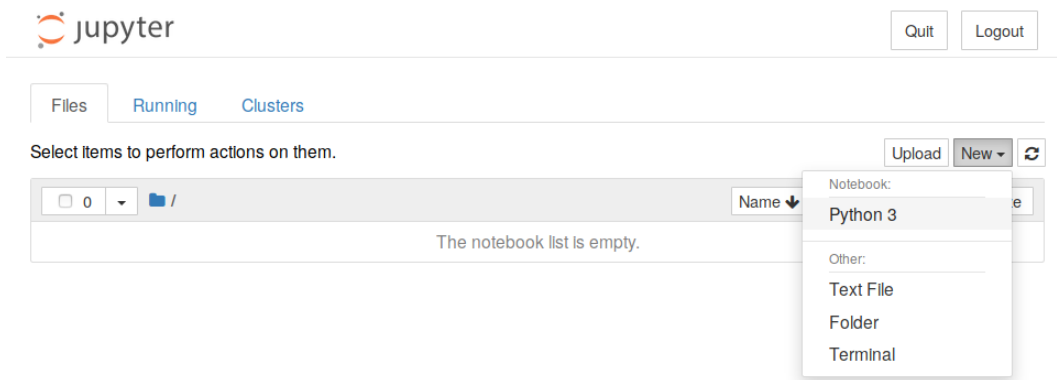 jupyter Quit Logout
Files Running Clusters
Select items to perform actions on them. Upload New
0 / Name
The notebook list is empty.
Notebook:
Python 3
Other:
Text File
Folder
Terminal